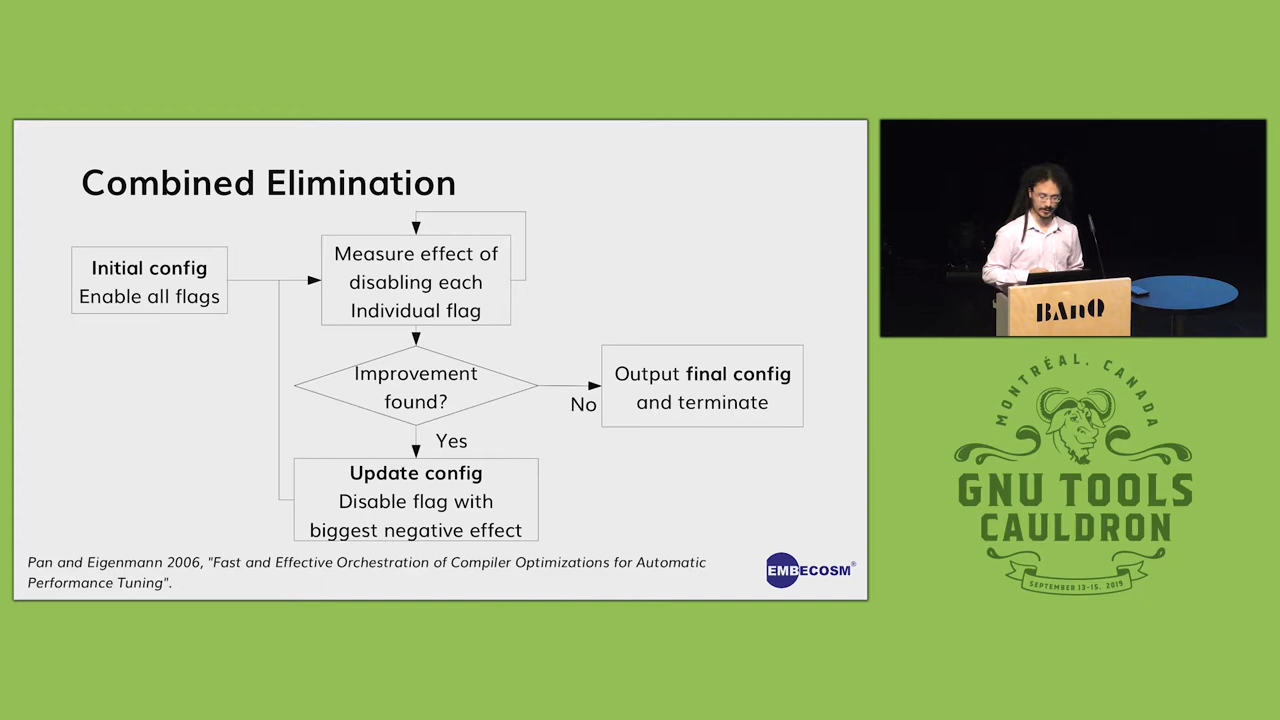 Combined Elimination
Initial config
Enable all flags
Measure effect of
disabling each
Individual flag
Improvement
found?
No
Output final config
and terminate
Yes
Update config
Disable flag with
biggest negative effect
Pan and Eigenmann 2006, "Fast and Effective Orchestration of Compiler Optimizations for Automatic
Performance Tuning".
EMBECOSM®
BAnQ
MONTRÉAL, CANADA
GNU TOOLS
CAULDRON
SEPTEMBER 13-15, 2019